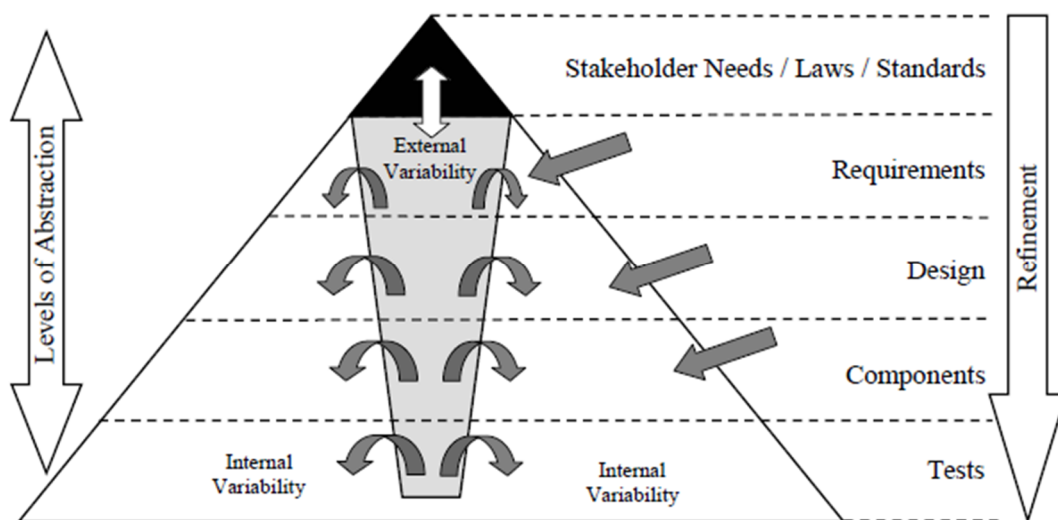 Stakeholder Needs / Laws / Standards
External
Variability
Requirements
Levels of Abstraction
Design
Refinement
Components
Internal
Variability
Internal
Variability
Tests